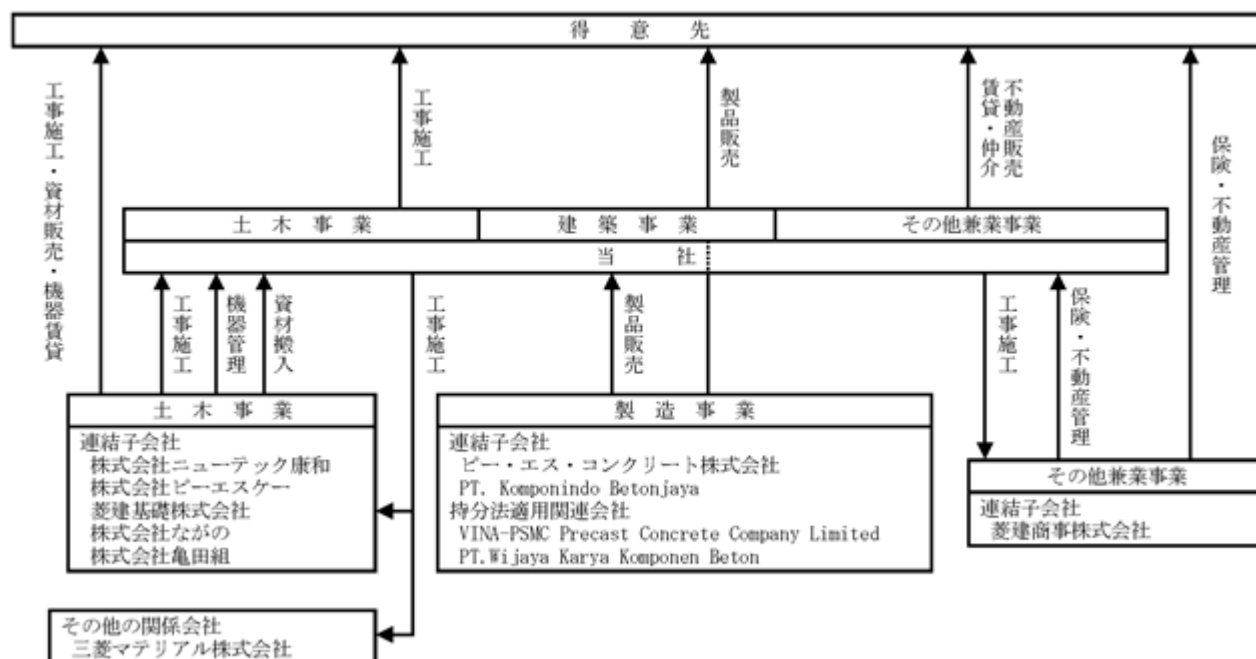 得意先
工事施工・資材販売・機器賃貸
工事施工
製品販売
不動産販売
賃貸・仲介
保険・不動産管理
土木事業
建築事業
その他兼業事業
当社
工事施工
機器管理
資材搬入
工事施工
製品販売
工事施工
保険・不動産管理
土木事業
連結子会社
株式会社ニューテック康和
株式会社ピーエスケー
菱建基礎株式会社
株式会社ながの
株式会社亀田組
製造事業
連結子会社
ピー・エス・コンクリート株式会社
PT. Komponindo Betonjaya
持分法適用関連会社
VINA-PSMC Precast Concrete Company Limited
PT.Wijaya Karya Komponen Beton
その他兼業事業
連結子会社
菱建商事株式会社
その他の関係会社
三菱マテリアル株式会社